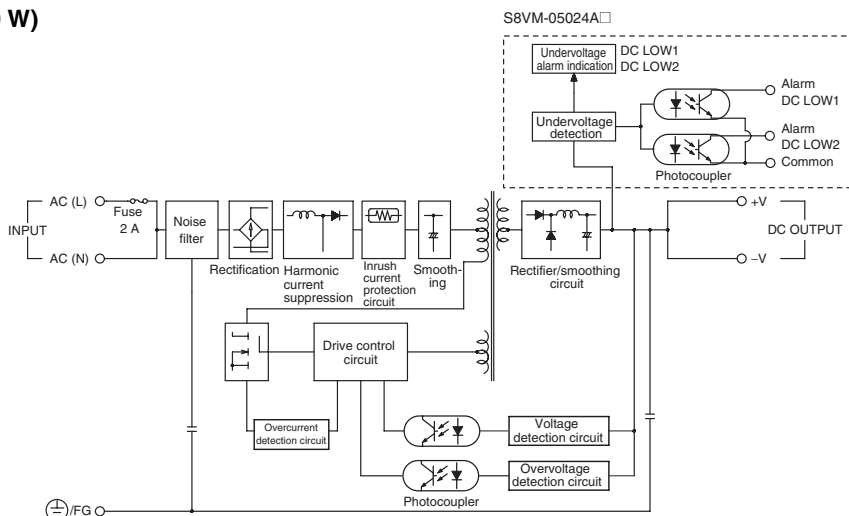 W)
S8VM-05024A□
Undervoltage
alarm indication
DC LOW1
DC LOW2
Undervoltage
detection
Alarm
DC LOW1
Alarm
DC LOW2
Common
Photocoupler
INPUT
AC (L)
Fuse
2 A
AC (N)
Noise
filter
Rectification
Harmonic
current
suppression
Inrush
current
protection
circuit
Smooth-
ing
Rectifier/smoothing
circuit
+V
DC OUTPUT
–V
Drive control
circuit
Overcurrent
detection circuit
Voltage
detection circuit
Overvoltage
detection circuit
Photocoupler
/FG